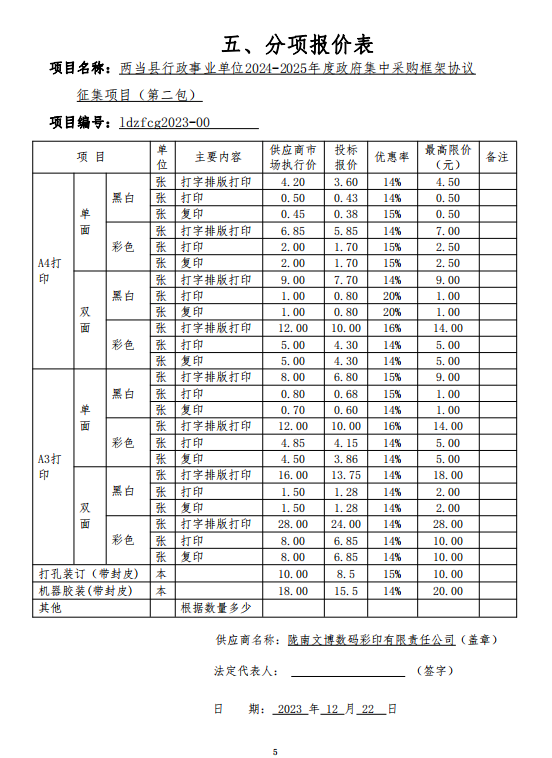 五、分项报价表
项目名称：两当县行政事业单位2024-2025年度政府集中采购框架协议
征集项目（第二包）
项目编号：ldzfcg2023-00
项 目 单位 主要内容 供应商市场执行价 投标报价 优惠率 最高限价（元） 备注
A4打印 单面 黑白 张 打字排版打印 4.20 3.60 14% 4.50
张 打印 0.50 0.43 14% 0.50
张 复印 0.45 0.38 15% 0.50
彩色 张 打字排版打印 6.85 5.85 14% 7.00
张 打印 2.00 1.70 15% 2.50
张 复印 2.00 1.70 15% 2.50
双面 黑白 张 打字排版打印 9.00 7.70 14% 9.00
张 打印 1.00 0.80 20% 1.00
张 复印 1.00 0.80 20% 1.00
彩色 张 打字排版打印 12.00 10.00 16% 14.00
张 打印 5.00 4.30 14% 5.00
张 复印 5.00 4.30 14% 5.00
A3打印 单面 黑白 张 打字排版打印 8.00 6.80 15% 9.00
张 打印 0.80 0.68 15% 1.00
张 复印 0.70 0.60 14% 1.00
彩色 张 打字排版打印 12.00 10.00 16% 14.00
张 打印 4.85 4.15 14% 5.00
张 复印 4.50 3.86 14% 5.00
双面 黑白 张 打字排版打印 16.00 13.75 14% 18.00
张 打印 1.50 1.28 14% 2.00
张 复印 1.50 1.28 14% 2.00
彩色 张 打字排版打印 28.00 24.00 14% 28.00
张 打印 8.00 6.85 14% 10.00
张 复印 8.00 6.85 14% 10.00
打孔装订（带封皮） 本 10.00 8.5 15% 10.00
机器胶装(带封皮) 本 18.00 15.5 14% 20.00
其他 根据数量多少
供应商名称：陇南文博数码彩印有限责任公司（盖章）
法定代表人： （签字）
日 期： 2023 年 12 月 22 日
5